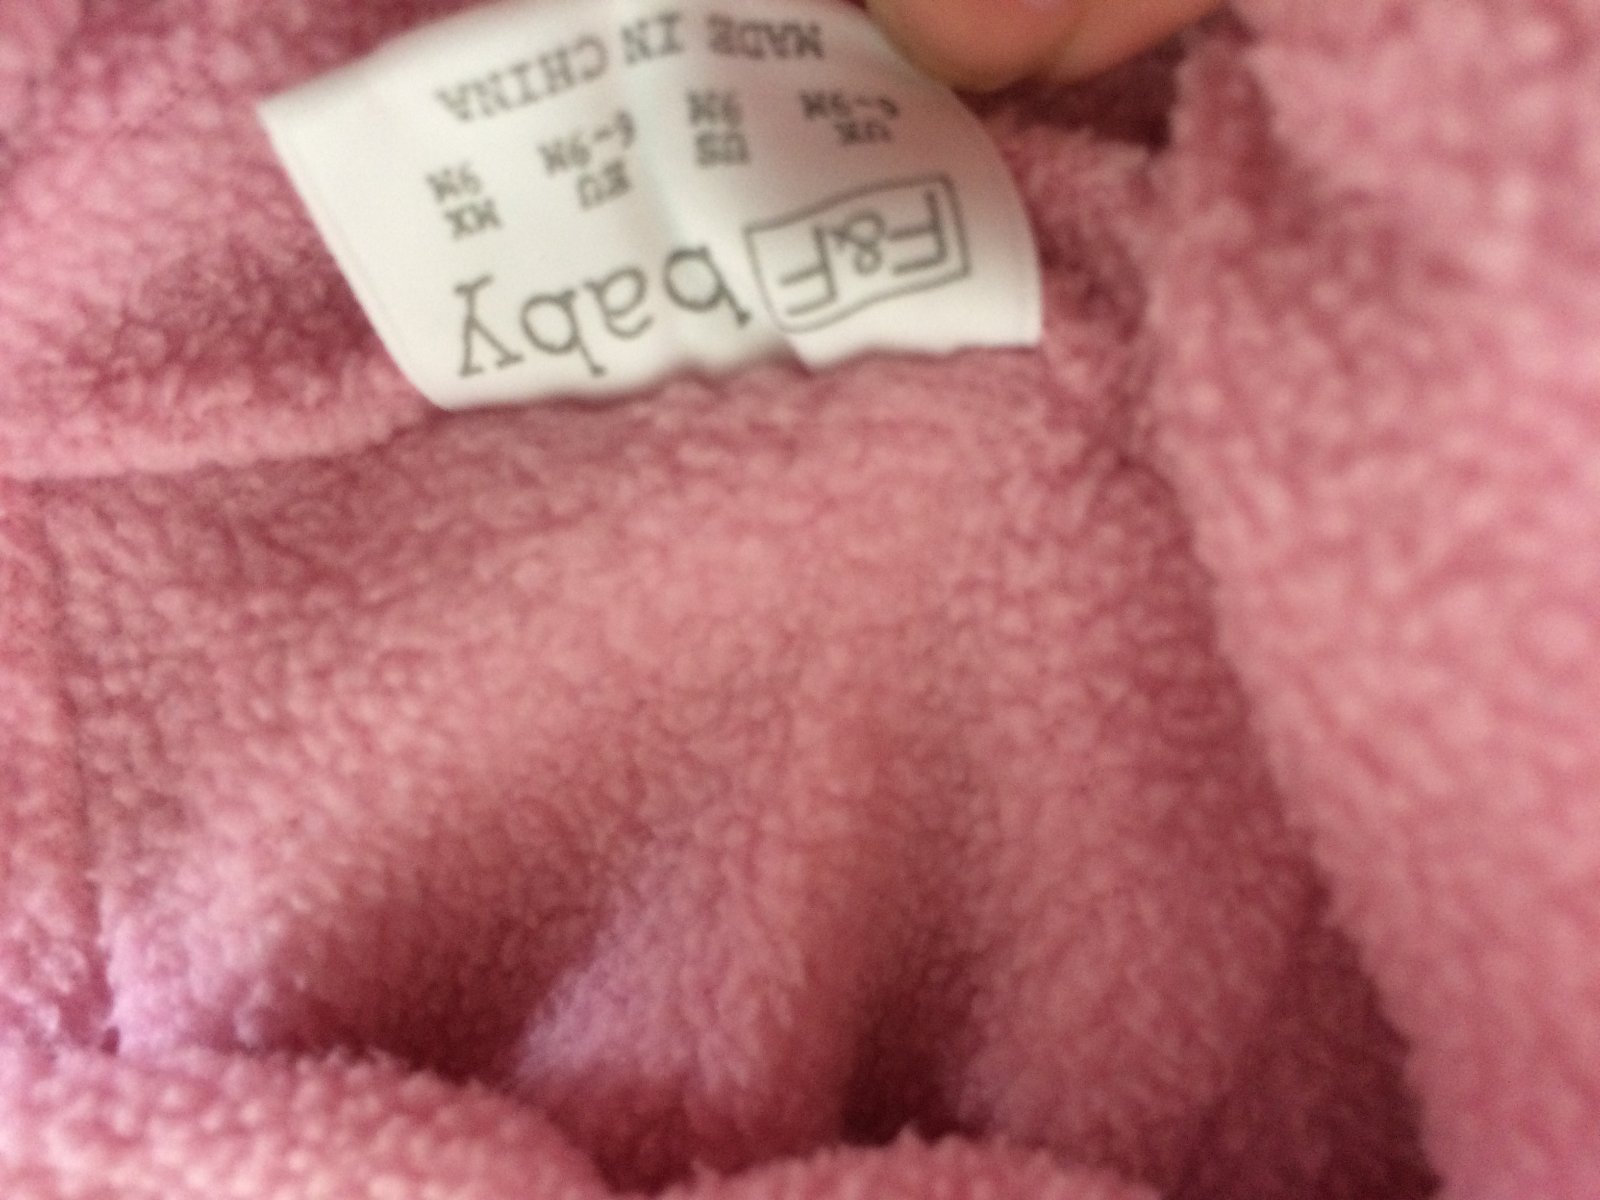 F&F baby
UK US EU MX
6-9M 9M 6-9M 9M
MADE IN CHINA